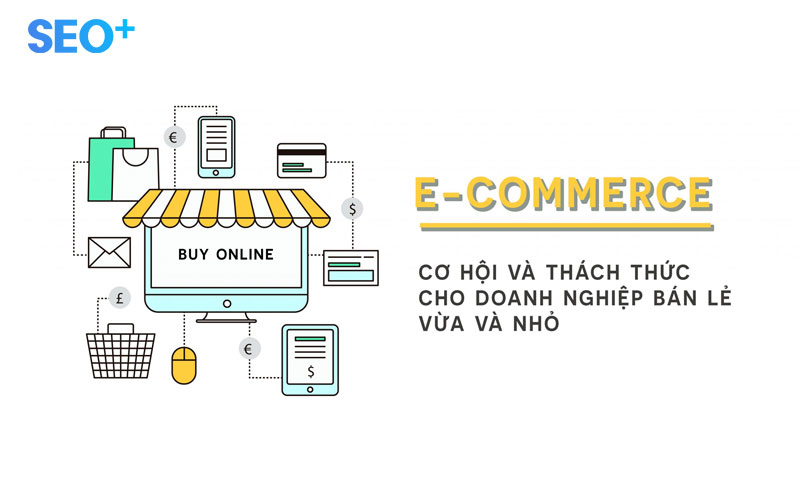 SEO+
€
$
BUY ONLINE
£
€
$
E-COMMERCE
CƠ HỘI VÀ THÁCH THỨC
CHO DOANH NGHIỆP BÁN LẺ
VỪA VÀ NHỎ